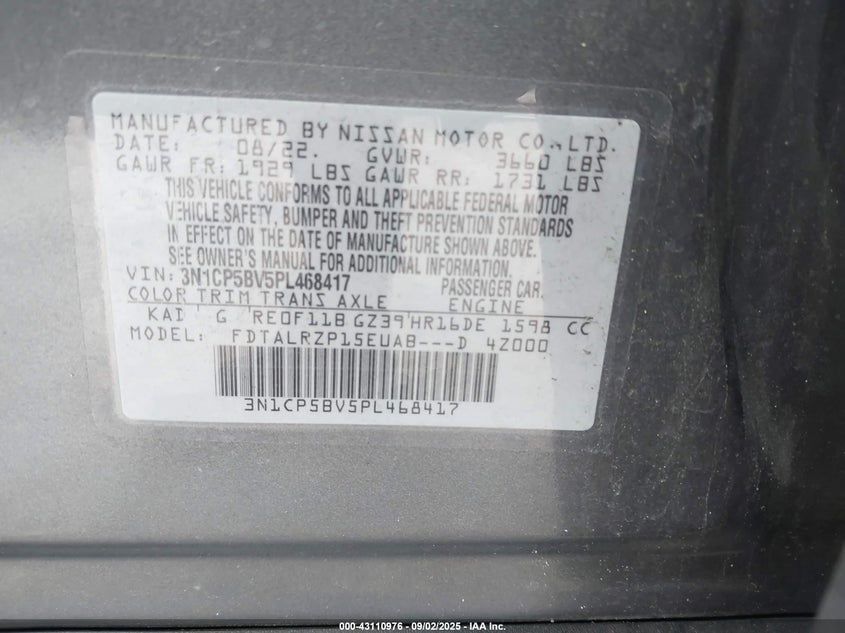 MANUFACTURED BY NISSAN MOTOR CO.,LTD.
DATE: 08/22. GVWR: 3660 LBS
GAWR FR: 1929 LBS GAWR RR: 1731 LBS
THIS VEHICLE CONFORMS TO ALL APPLICABLE FEDERAL MOTOR
VEHICLE SAFETY, BUMPER AND THEFT PREVENTION STANDARDS
IN EFFECT ON THE DATE OF MANUFACTURE SHOWN ABOVE.
SEE OWNER'S MANUAL FOR ADDITIONAL INFORMATION.
VIN: 3N1CP5BV5PL468417 PASSENGER CAR.
COLOR TRIM TRANS AXLE ENGINE
KAD G RE0F11B GZ39 HR16DE 1598 CC
MODEL: FDTALRZP15EUAB---D 4Z000
3N1CP5BV5PL468417
000-43110976 - 09/02/2025 - IAA Inc.